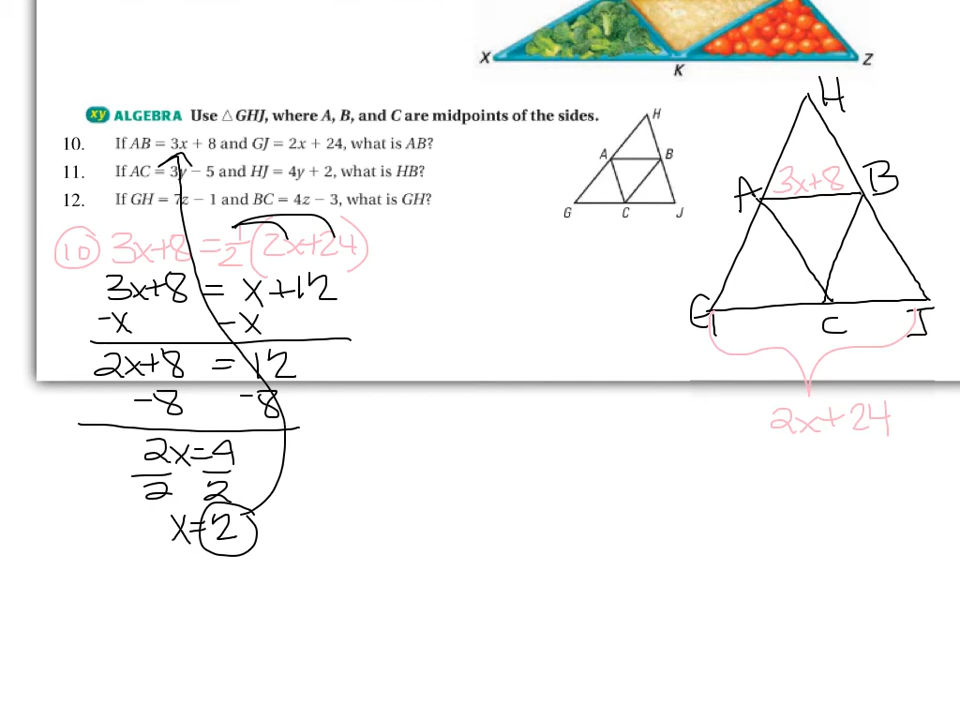 X
K
Z
xy ALGEBRA Use △GHJ, where A, B, and C are midpoints of the sides.
10. If AB = 3x + 8 and GJ = 2x + 24, what is AB?
11. If AC = 3y − 5 and HJ = 4y + 2, what is HB?
12. If GH = 7z − 1 and BC = 4z − 3, what is GH?
H
A
B
G
C
J
H
A
3x+8
B
G
C
J
2x+24
10 3x+8 = 1/2 (2x+24)
3x+8 = x+12
-x -x
2x+8 = 12
-8 -8
2x=4
2 2
x=2